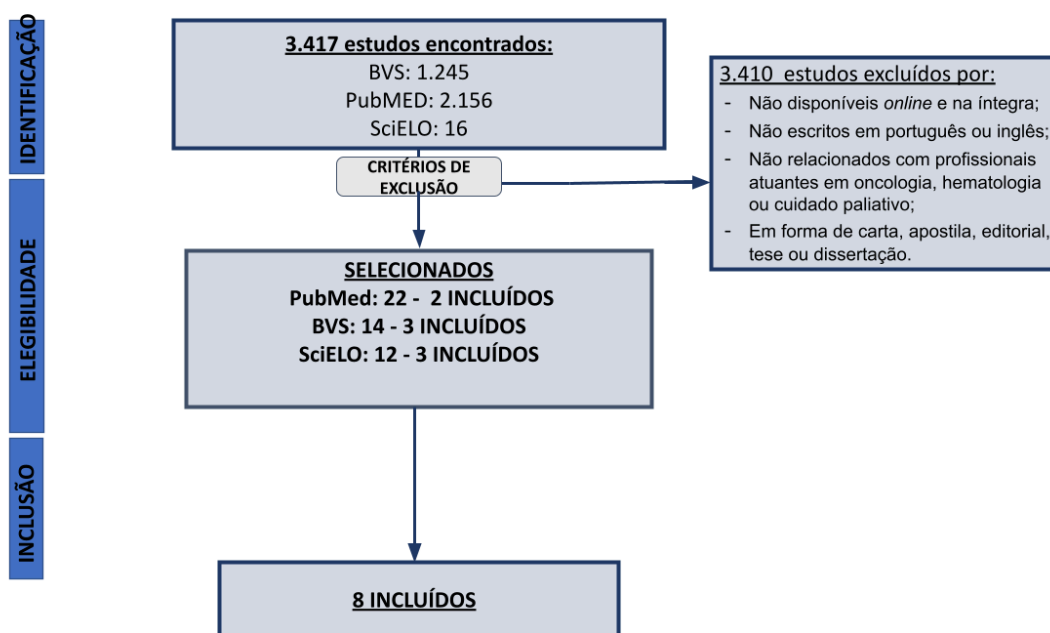 IDENTIFICAÇÃO
3.417 estudos encontrados:
BVS: 1.245
PubMED: 2.156
SciELO: 16
CRITÉRIOS DE
EXCLUSÃO
3.410 estudos excluídos por:
- Não disponíveis online e na íntegra;
- Não escritos em português ou inglês;
- Não relacionados com profissionais
atuantes em oncologia, hematologia
ou cuidado paliativo;
- Em forma de carta, apostila, editorial,
tese ou dissertação.
ELEGIBILIDADE
SELECIONADOS
PubMed: 22 - 2 INCLUÍDOS
BVS: 14 - 3 INCLUÍDOS
SciELO: 12 - 3 INCLUÍDOS
INCLUSÃO
8 INCLUÍDOS